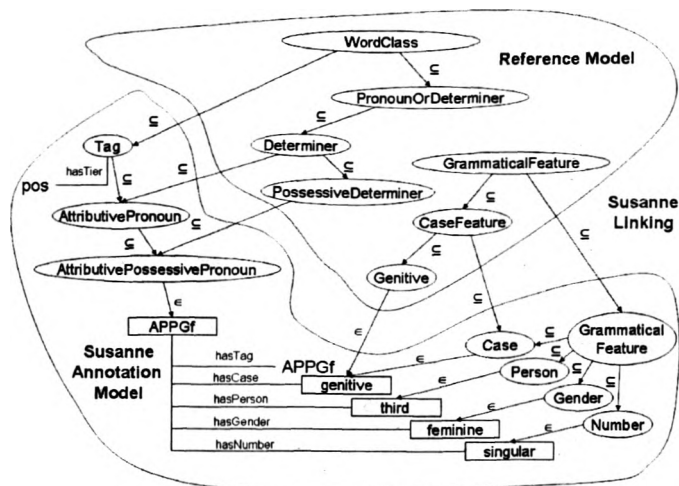 WordClass
Reference Model
⊆
⊆
PronounOrDeterminer
⊆
⊆
Tag
Determiner
hasTier
⊆
⊆
⊆
GrammaticalFeature
pos
PossessiveDeterminer
Susanne
Linking
⊆
AttributivePronoun
⊆
CaseFeature
⊆
⊆
⊆
AttributivePossessivePronoun
Genitive
⊆
∈
∈
APPGf
Case
⊆
Grammatical
Feature
Susanne
Annotation
Model
hasTag
APPGf
∈
⊆
Person
⊆
hasCase
genitive
∈
⊆
hasPerson
third
Gender
hasGender
feminine
∈
Number
hasNumber
singular
∈